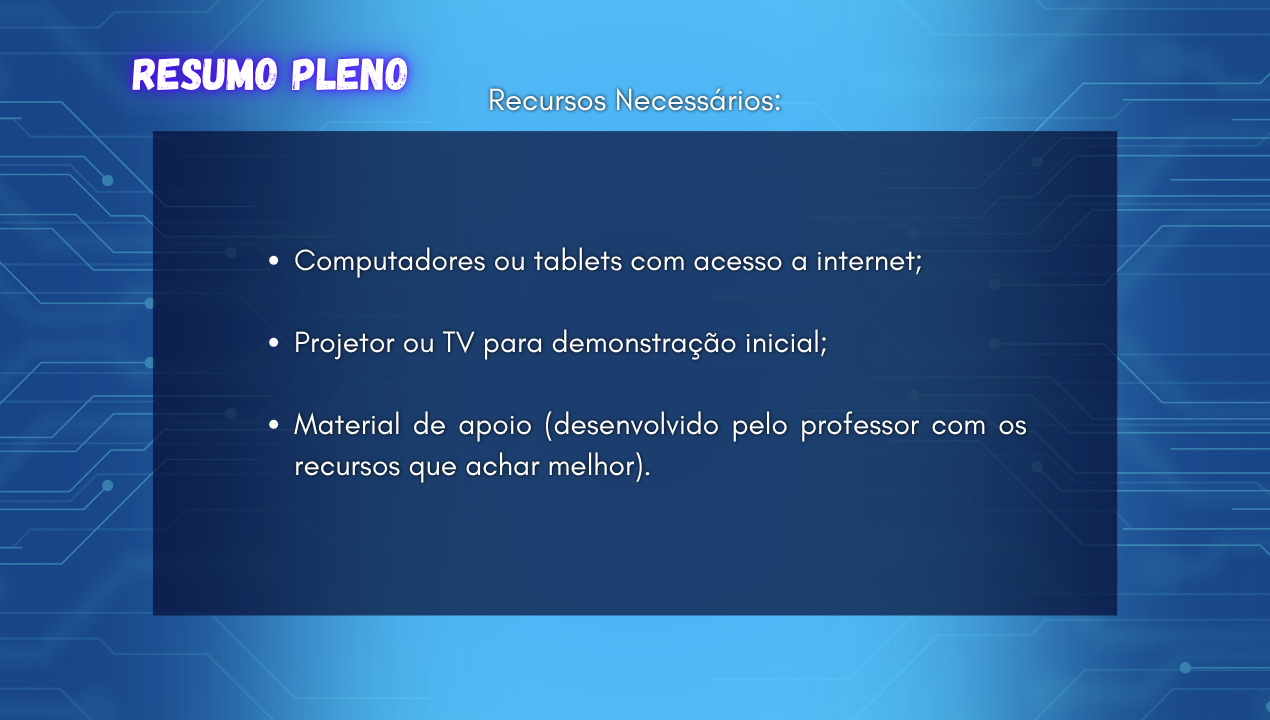 RESUMO PLENO
Recursos Necessários:
• Computadores ou tablets com acesso a internet;
• Projetor ou TV para demonstração inicial;
• Material de apoio (desenvolvido pelo professor com os
recursos que achar melhor).